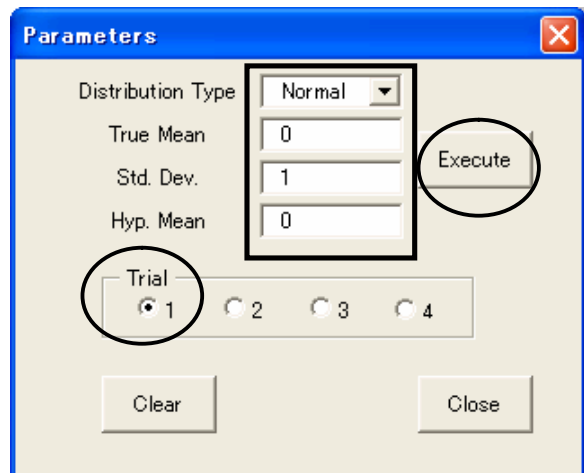 Parameters
Distribution Type Normal
True Mean 0
Execute
Std. Dev. 1
Hyp. Mean 0
Trial
1 2 3 4
Clear Close